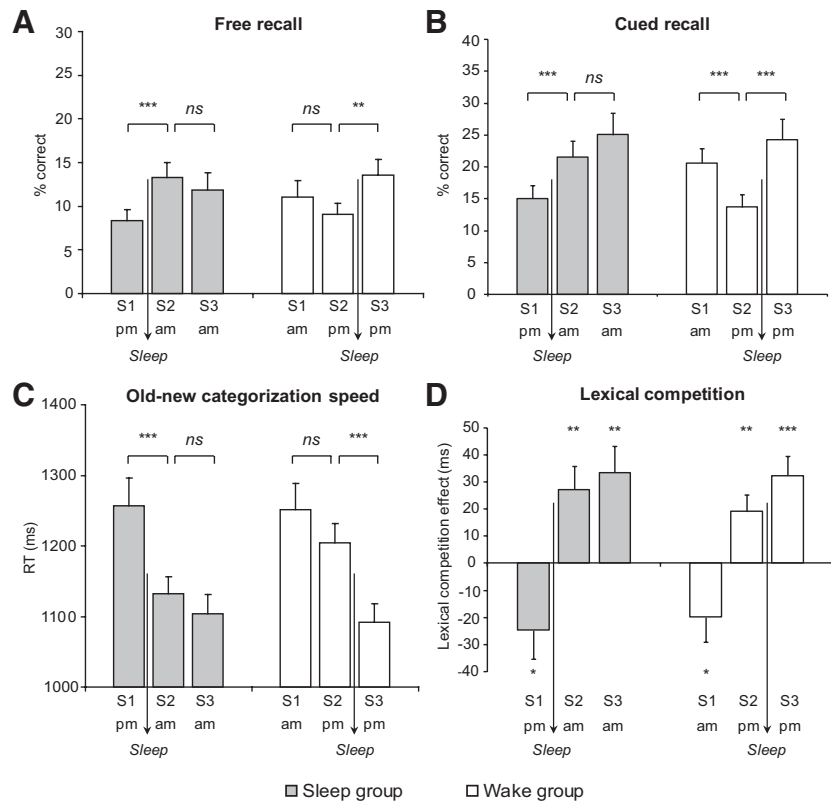 A
Free recall
% correct
30
25
20
15
10
5
0
***
ns
ns
**
S1 S2 S3 S1 S2 S3
pm am am am pm pm
Sleep Sleep
B
Cued recall
% correct
40
35
30
25
20
15
10
5
0
***
ns
***
***
S1 S2 S3 S1 S2 S3
pm am am am pm pm
Sleep Sleep
C
Old-new categorization speed
RT (ms)
1400
1300
1200
1100
1000
***
ns
ns
***
S1 S2 S3 S1 S2 S3
pm am am am pm pm
Sleep Sleep
D
Lexical competition
Lexical competition effect (ms)
50
40
30
20
10
0
-10
-20
-30
-40
** ** ** ***
* *
S1 S2 S3 S1 S2 S3
pm am am am pm pm
Sleep Sleep
Sleep group Wake group